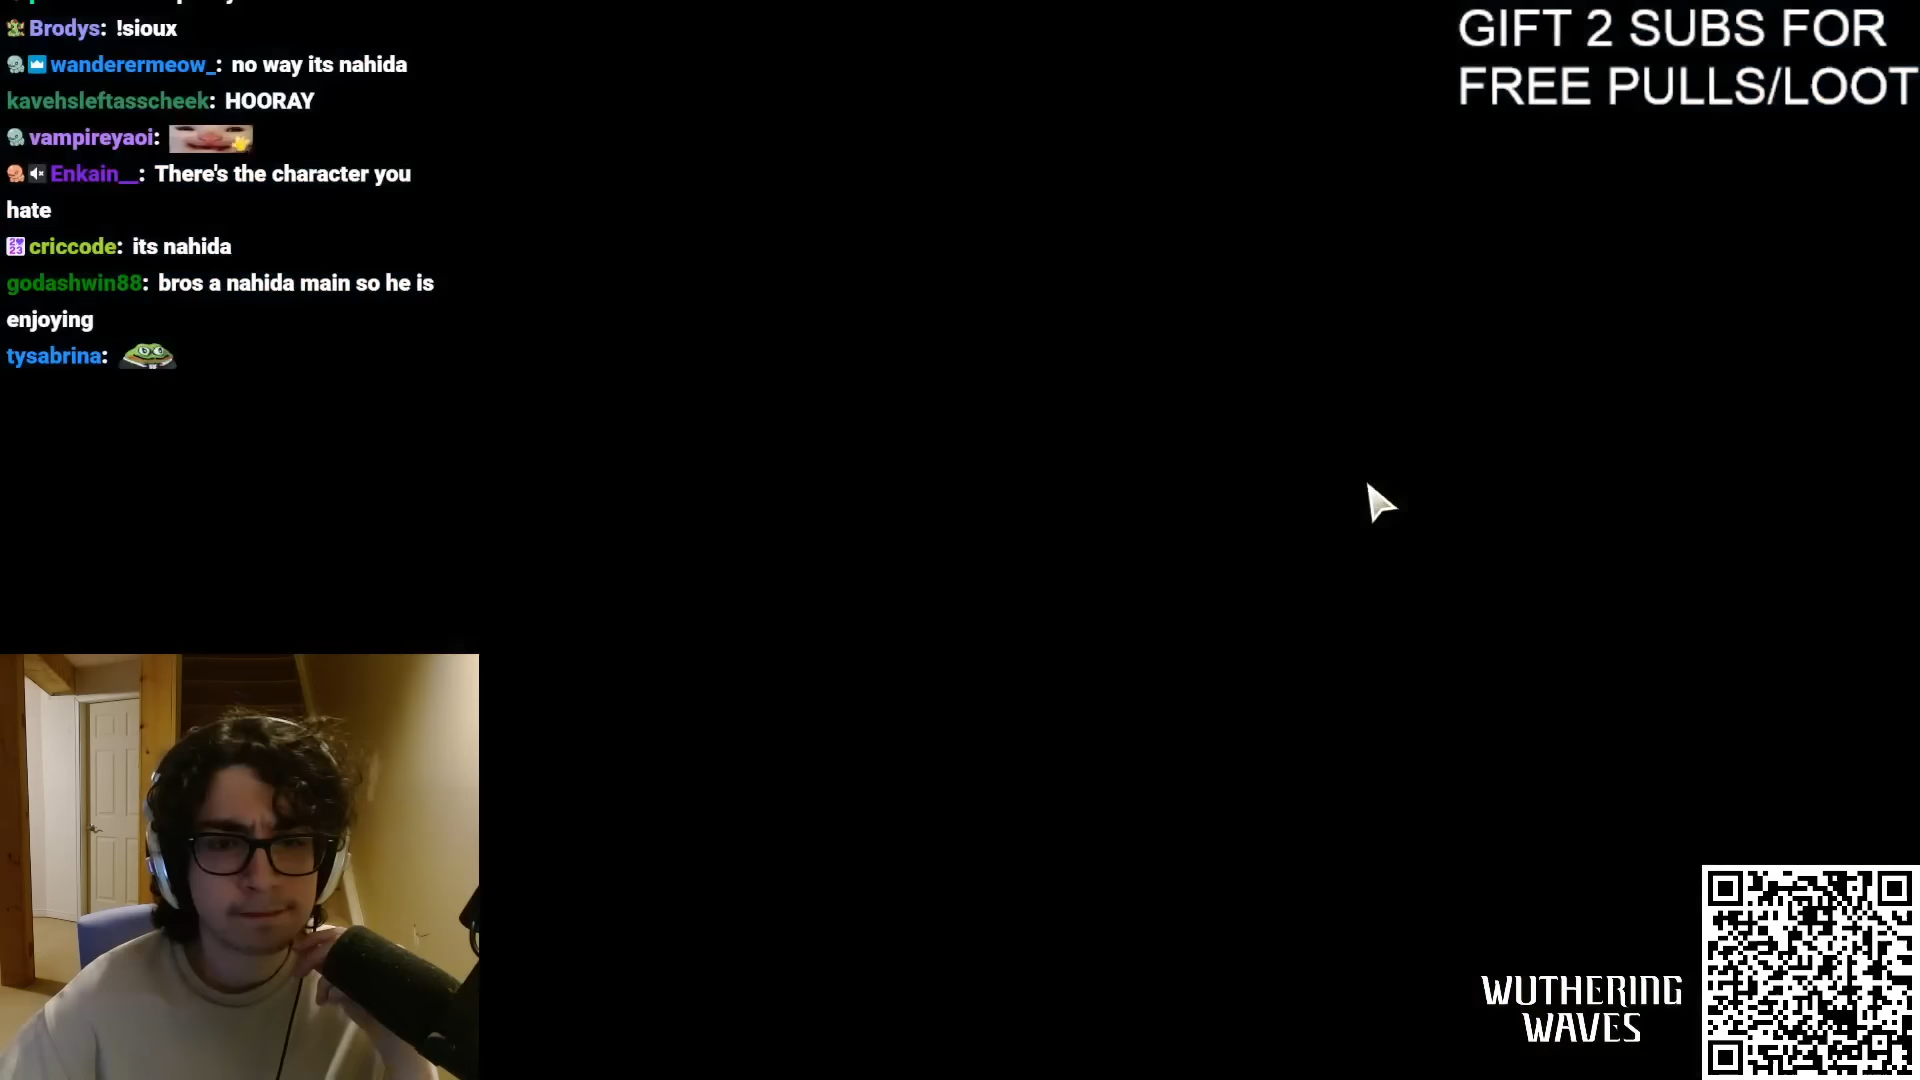 Brodys: !sioux
wanderermeow_: no way its nahida
kavehsleftasscheek: HOORAY
vampireyaoi:
Enkain__: There's the character you
hate
criccode: its nahida
godashwin88: bros a nahida main so he is
enjoying
tysabrina:
GIFT 2 SUBS FOR
FREE PULLS/LOOT
WUTHERING
WAVES